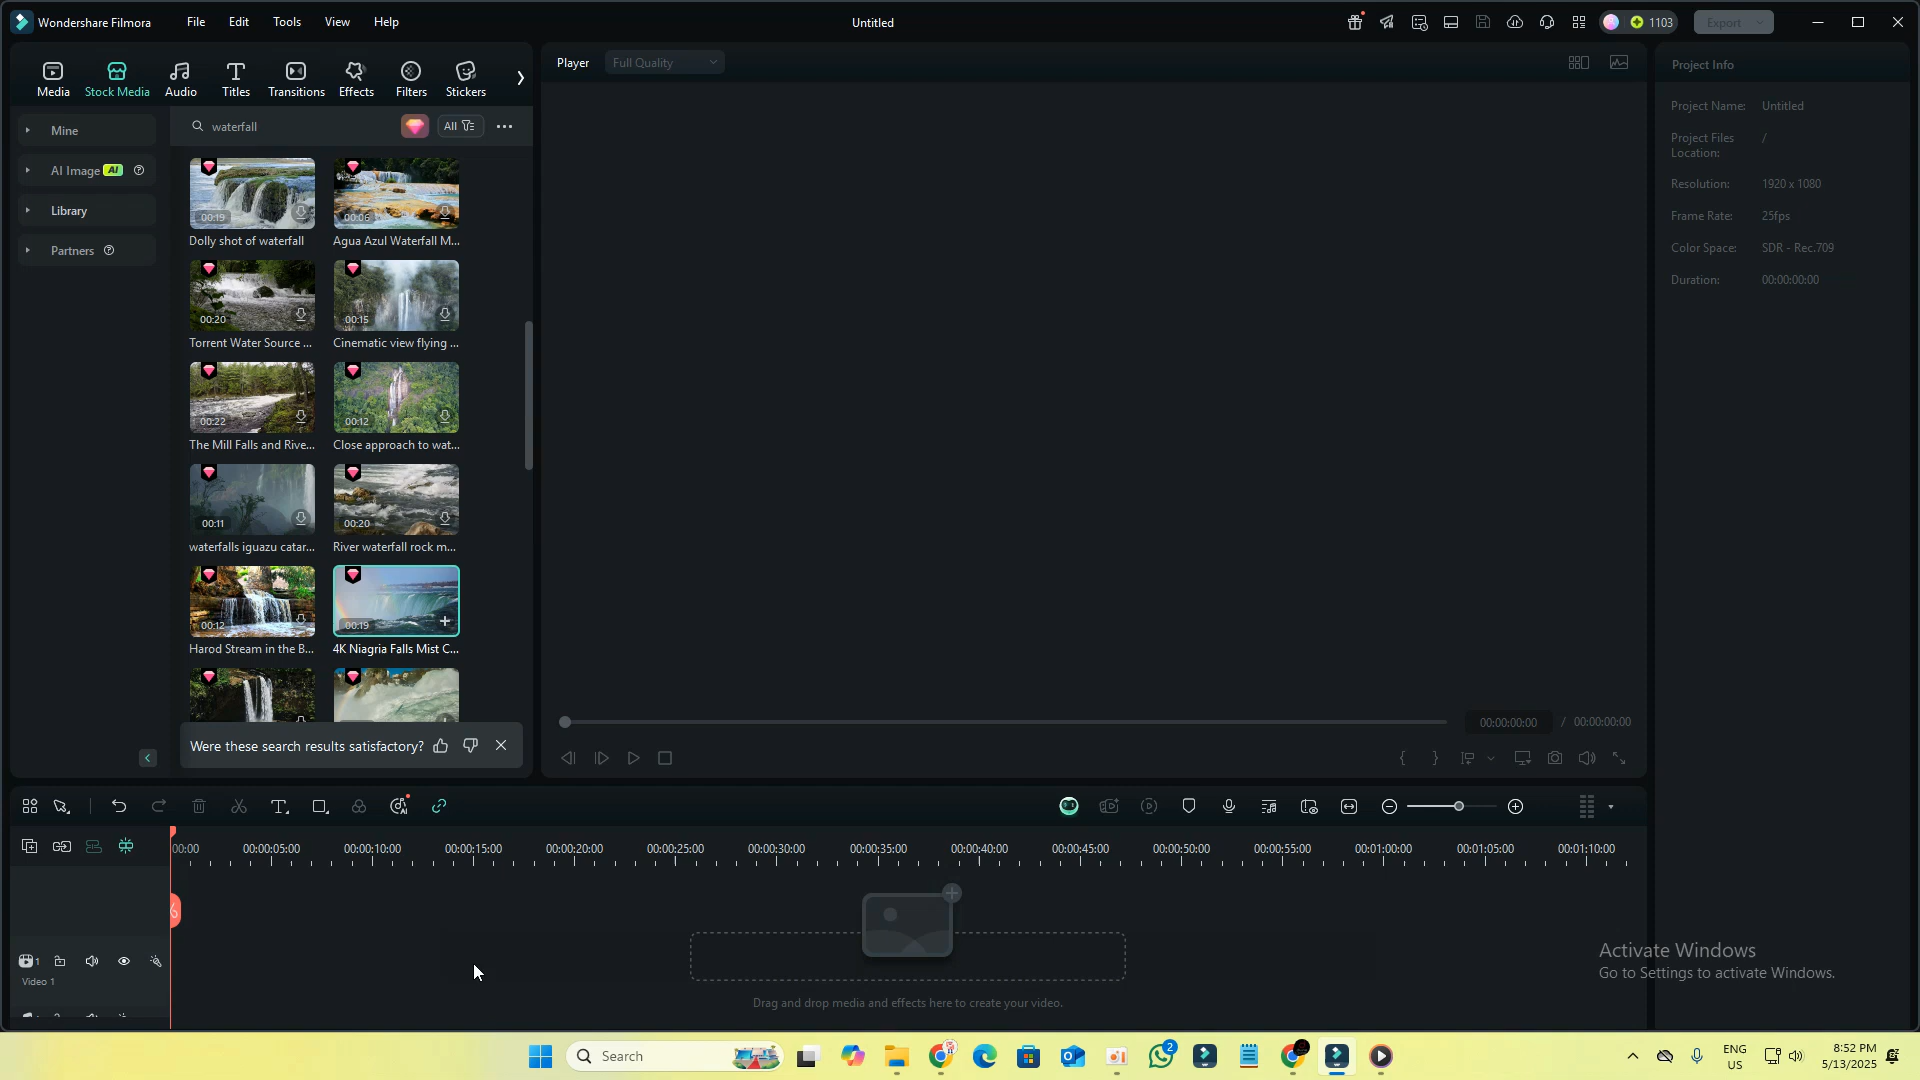 Wondershare Filmora
File
Edit
Tools
View
Help
Untitled
1103
Export
Media
Stock Media
Audio
Titles
Transitions
Effects
Filters
Stickers
Player
Full Quality
Project Info
Mine
AI Image AI
Library
Partners
waterfall
All
00:19
00:06
Dolly shot of waterfall
Agua Azul Waterfall M...
00:20
00:15
Torrent Water Source ...
Cinematic view flying ...
00:22
00:12
The Mill Falls and Rive...
Close approach to wat...
00:11
00:20
waterfalls iguazu catar...
River waterfall rock m...
00:12
00:19
Harod Stream in the B...
4K Niagria Falls Mist C...
Were these search results satisfactory?
Project Name: Untitled
Project Files Location: /
Resolution: 1920 x 1080
Frame Rate: 25fps
Color Space: SDR - Rec.709
Duration: 00:00:00:00
00:00:00:00 / 00:00:00:00
00:00
00:00:05:00
00:00:10:00
00:00:15:00
00:00:20:00
00:00:25:00
00:00:30:00
00:00:35:00
00:00:40:00
00:00:45:00
00:00:50:00
00:00:55:00
00:01:00:00
00:01:05:00
00:01:10:00
1
Video 1
Drag and drop media and effects here to create your video.
Activate Windows
Go to Settings to activate Windows.
Search
2
ENG
US
8:52 PM
5/13/2025